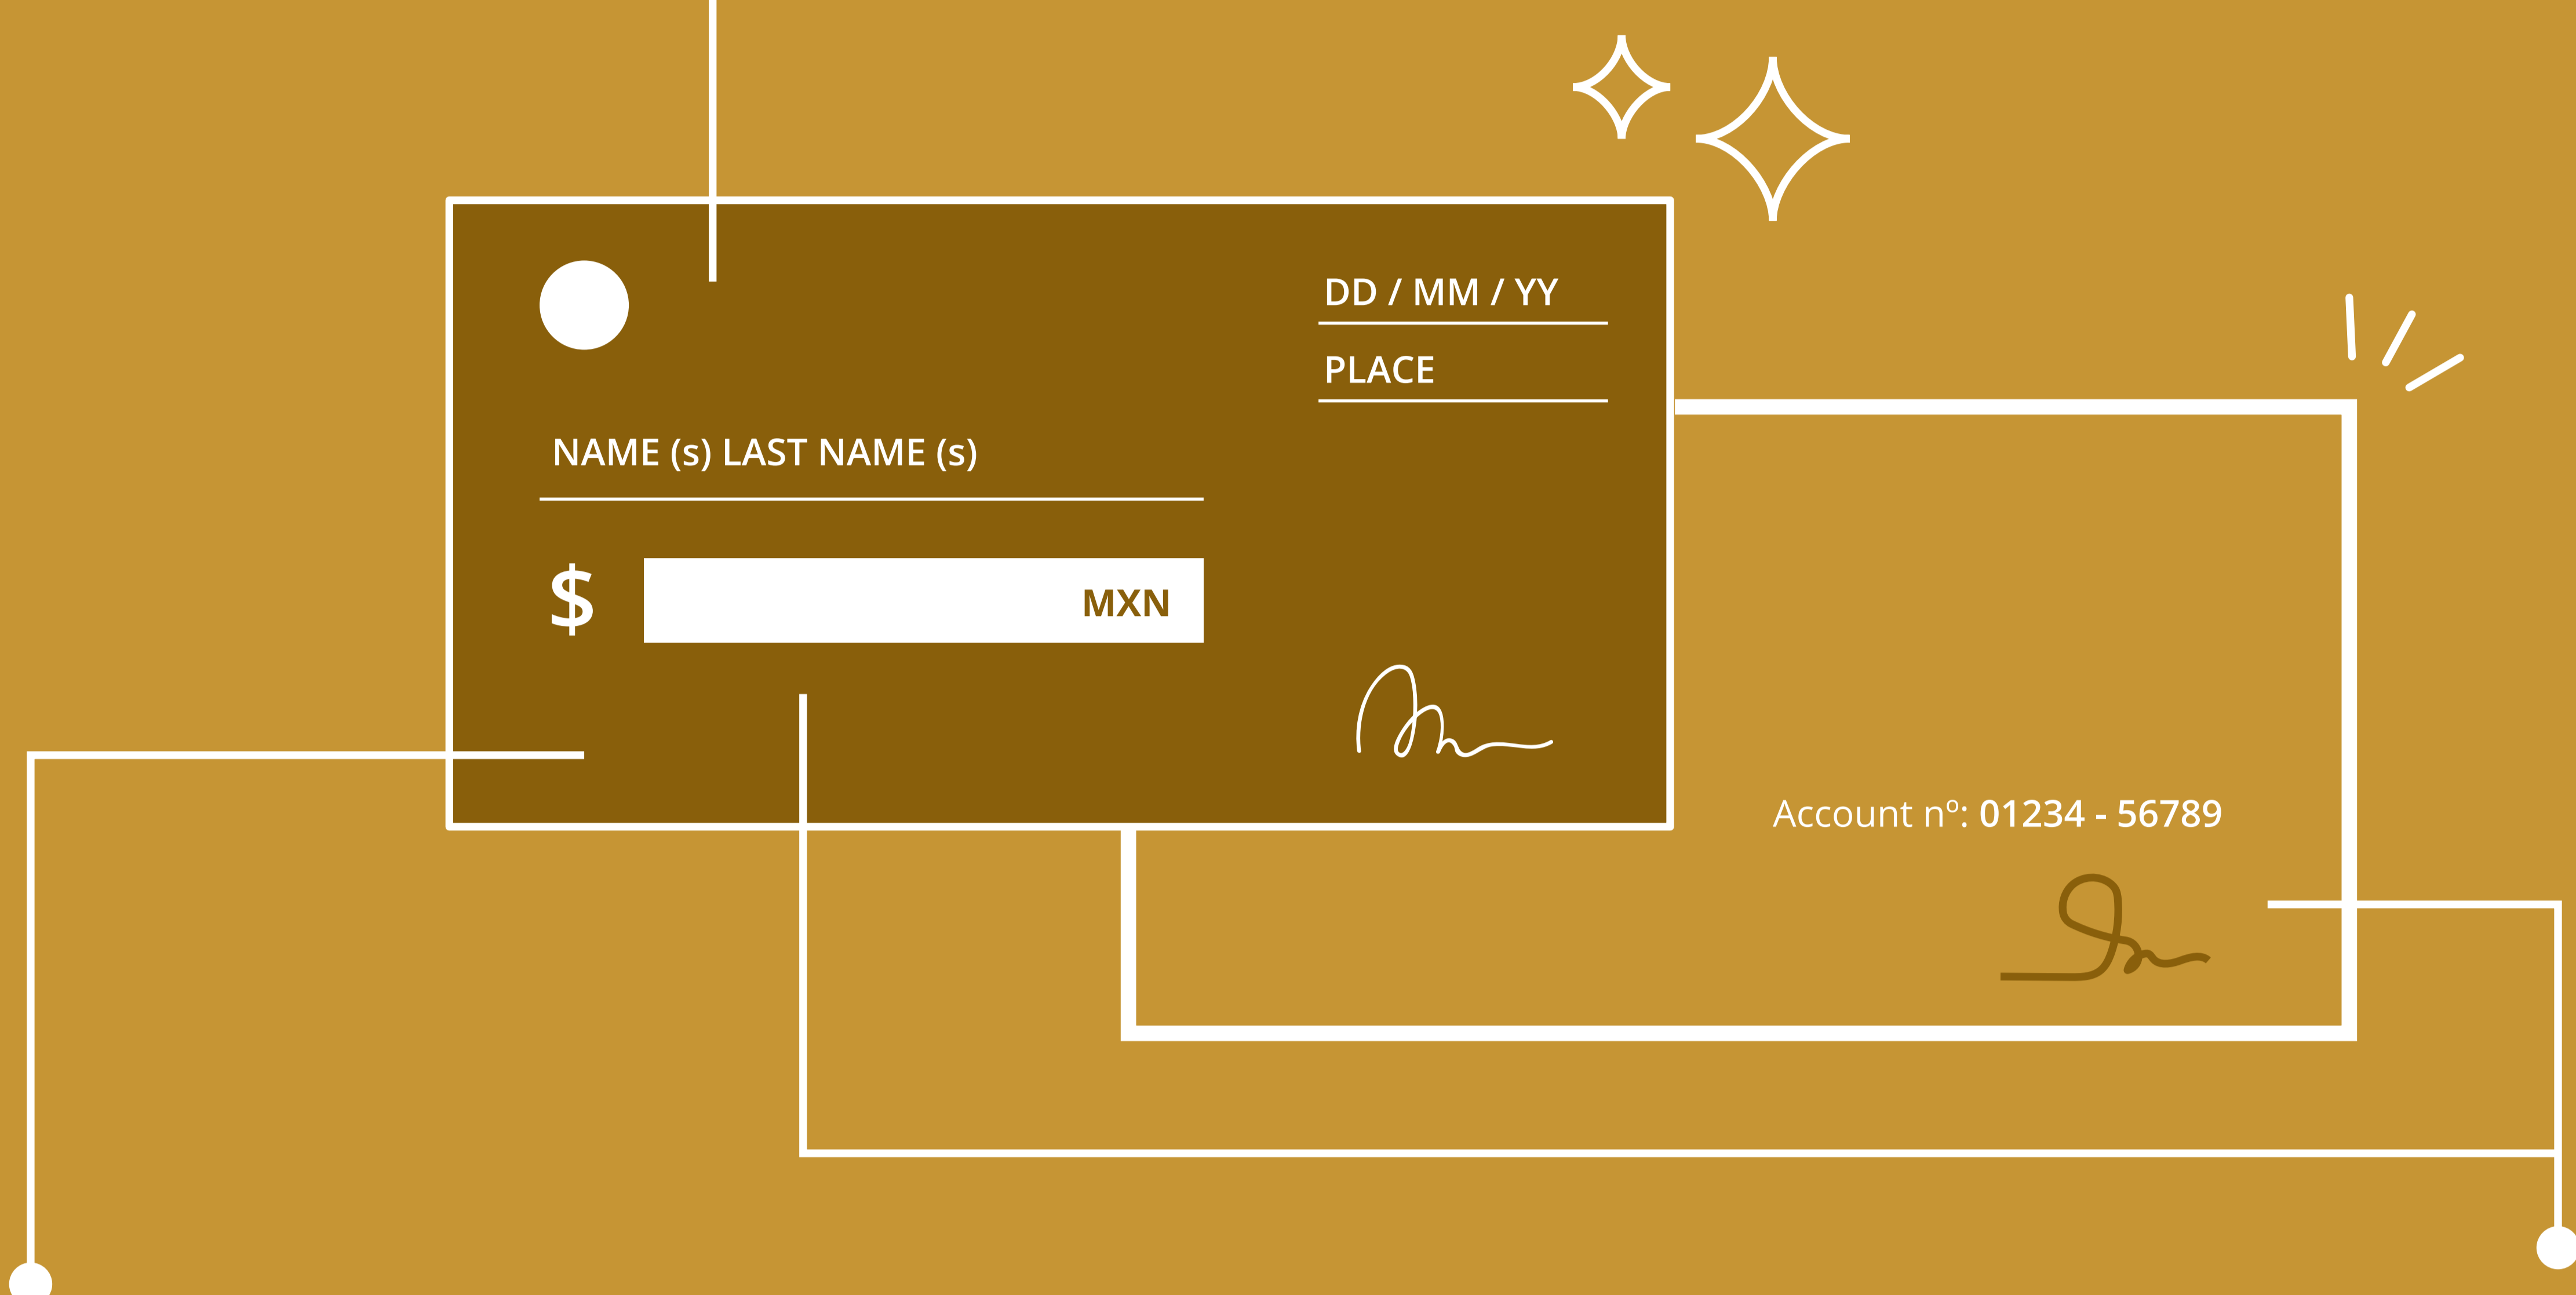 DD / MM / YY
PLACE
NAME (s) LAST NAME (s)
$
MXN
Account nº: 01234 - 56789